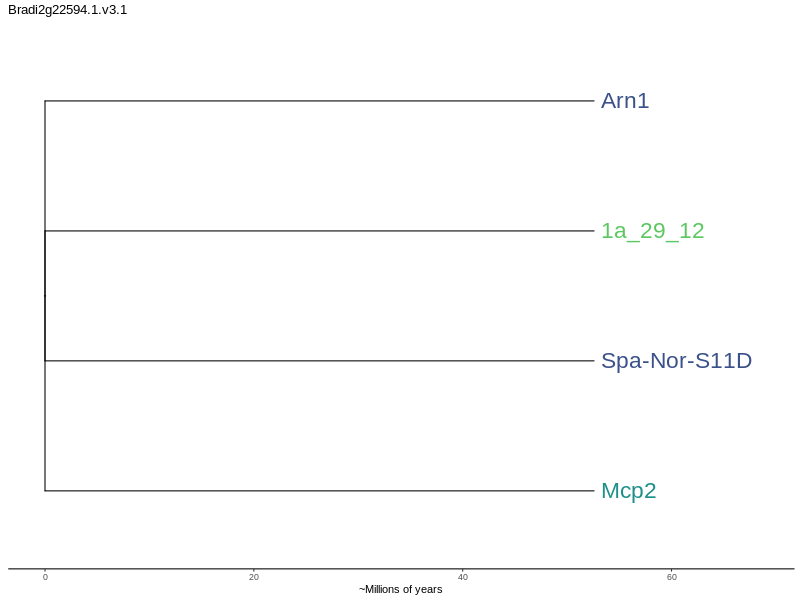 Bradi2g22594.1.v3.1
Arn1
1a_29_12
Spa-Nor-S11D
Mcp2
0 20 40 60
~Millions of years